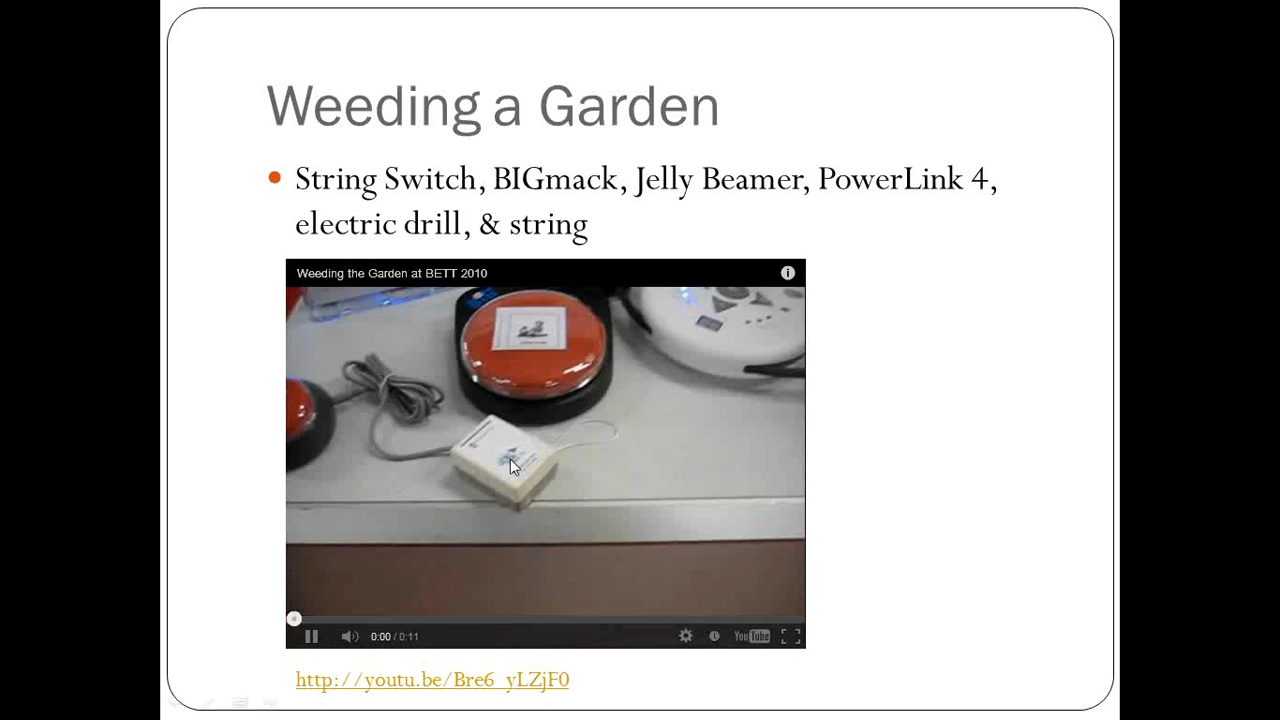 Weeding a Garden
String Switch, BIGmack, Jelly Beamer, PowerLink 4,
electric drill, & string
Weeding the Garden at BETT 2010
0:00 / 0:11
YouTube
http://youtu.be/Bre6_yLZjF0